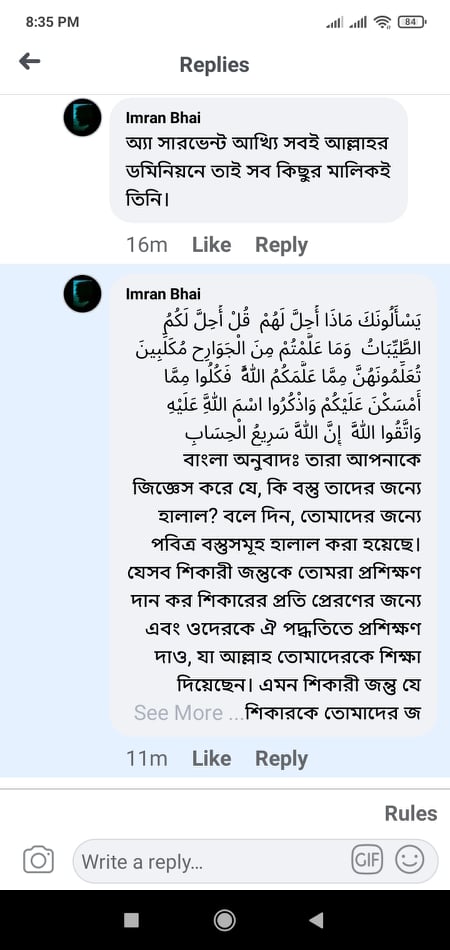 8:35 PM
84
Replies
Imran Bhai
অ্যা সারভেন্ট আখ্যি সবই আল্লাহর
ডমিনিয়নে তাই সব কিছুর মালিকই
তিনি।
16m Like Reply
Imran Bhai
يَسْأَلُونَكَ مَاذَا أُحِلَّ لَهُمْ قُلْ أُحِلَّ لَكُمُ
الطَّيِّبَاتُ وَمَا عَلَّمْتُمْ مِنَ الْجَوَارِحِ مُكَلِّبِينَ
تُعَلِّمُونَهُنَّ مِمَّا عَلَّمَكُمُ اللَّهُ فَكُلُوا مِمَّا
أَمْسَكْنَ عَلَيْكُمْ وَاذْكُرُوا اسْمَ اللَّهِ عَلَيْهِ
وَاتَّقُوا اللَّهَ إِنَّ اللَّهَ سَرِيعُ الْحِسَابِ
বাংলা অনুবাদঃ তারা আপনাকে
জিজ্ঞেস করে যে, কি বস্তু তাদের জন্যে
হালাল? বলে দিন, তোমাদের জন্যে
পবিত্র বস্তুসমূহ হালাল করা হয়েছে।
যেসব শিকারী জন্তুকে তোমরা প্রশিক্ষণ
দান কর শিকারের প্রতি প্রেরণের জন্যে
এবং ওদেরকে ঐ পদ্ধতিতে প্রশিক্ষণ
দাও, যা আল্লাহ তোমাদেরকে শিক্ষা
দিয়েছেন। এমন শিকারী জন্তু যে
See More ...শিকারকে তোমাদের জ
11m Like Reply
Rules
Write a reply...
GIF